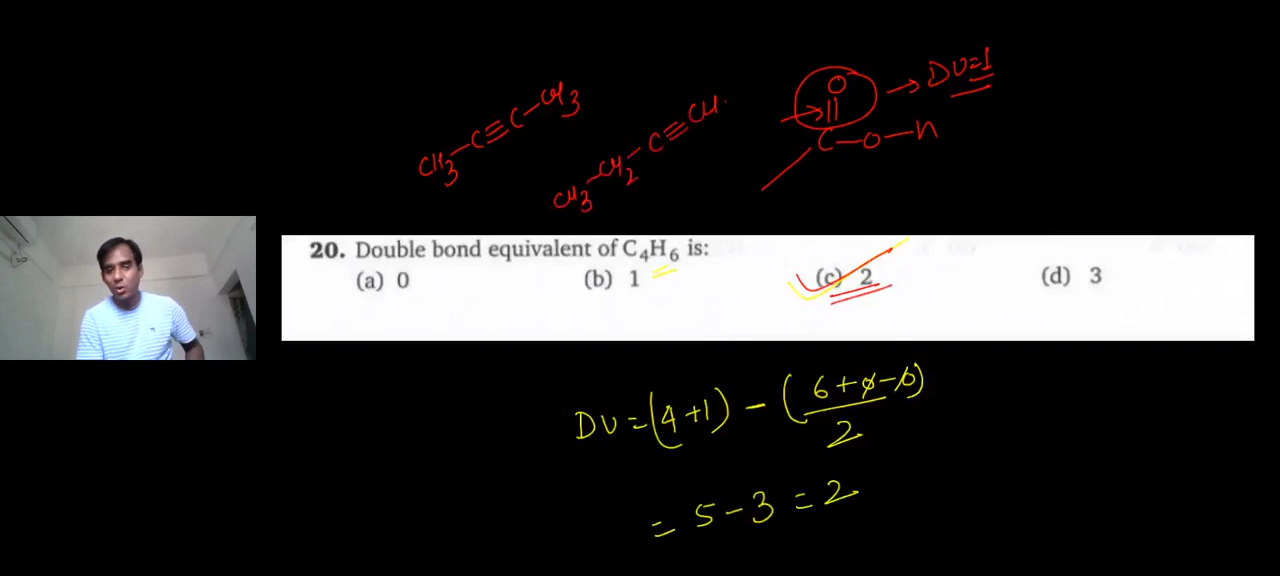 CH3-C≡C-CH3
CH3-CH2-C≡CH
O
||
C-O-H
→ DU=1
20. Double bond equivalent of C₄H₆ is:
(a) 0 (b) 1 (c) 2 (d) 3
DU = (4+1) - (6+0-0)/2
= 5-3 = 2